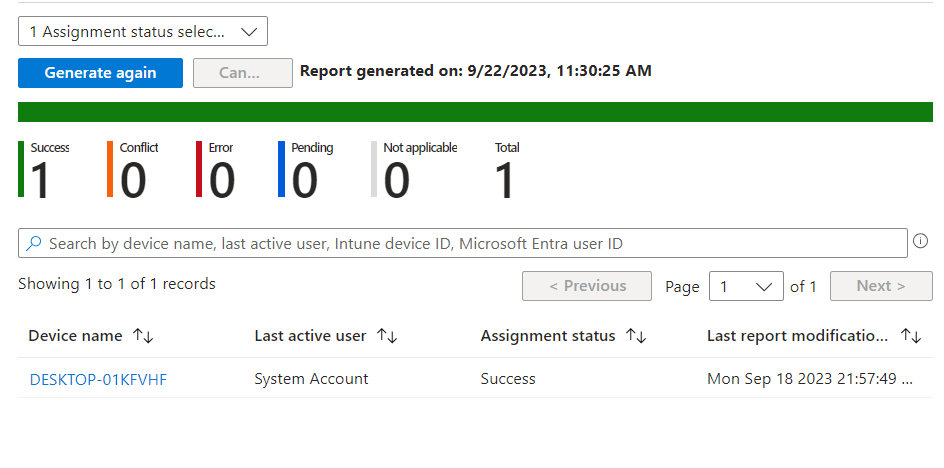 1 Assignment status selec...
Generate again Can... Report generated on: 9/22/2023, 11:30:25 AM
Success Conflict Error Pending Not applicable Total
1 0 0 0 0 1
Search by device name, last active user, Intune device ID, Microsoft Entra user ID
Showing 1 to 1 of 1 records < Previous Page 1 of 1 Next >
Device name Last active user Assignment status Last report modificatio...
DESKTOP-01KFVHF System Account Success Mon Sep 18 2023 21:57:49 ...